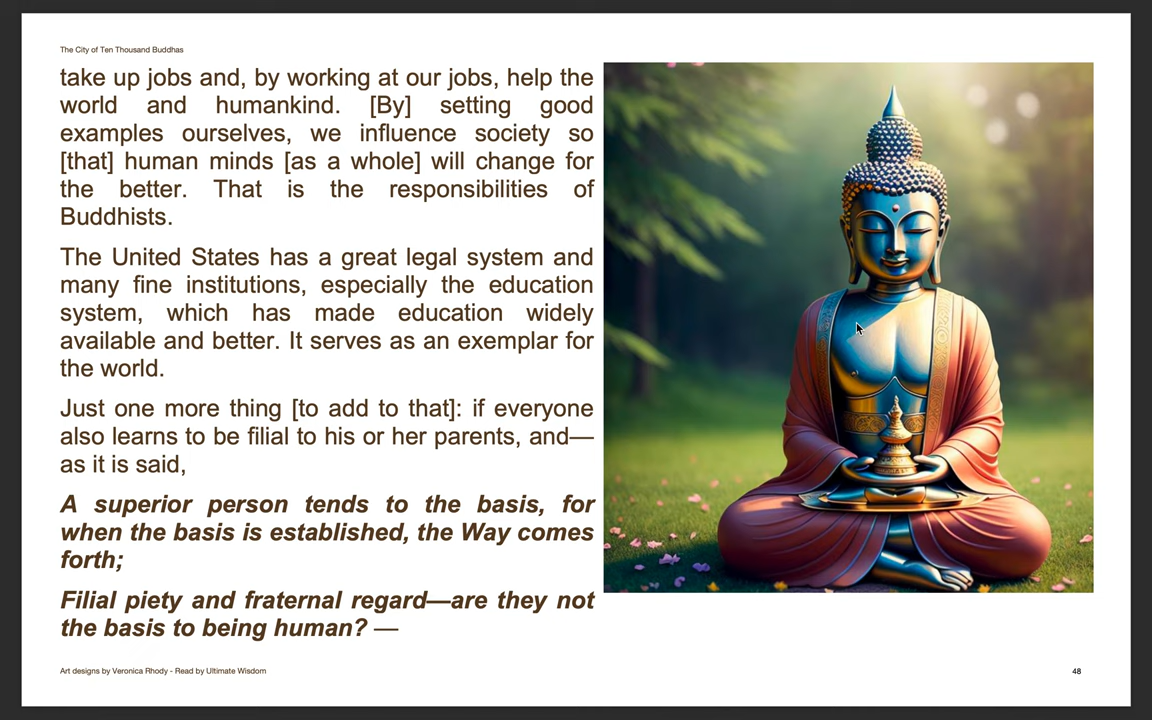 The City of Ten Thousand Buddhas
take up jobs and, by working at our jobs, help the
world and humankind. [By] setting good
examples ourselves, we influence society so
[that] human minds [as a whole] will change for
the better. That is the responsibilities of
Buddhists.
The United States has a great legal system and
many fine institutions, especially the education
system, which has made education widely
available and better. It serves as an exemplar for
the world.
Just one more thing [to add to that]: if everyone
also learns to be filial to his or her parents, and—
as it is said,
A superior person tends to the basis, for
when the basis is established, the Way comes
forth;
Filial piety and fraternal regard—are they not
the basis to being human? —
Art designs by Veronica Rhody - Read by Ultimate Wisdom
48